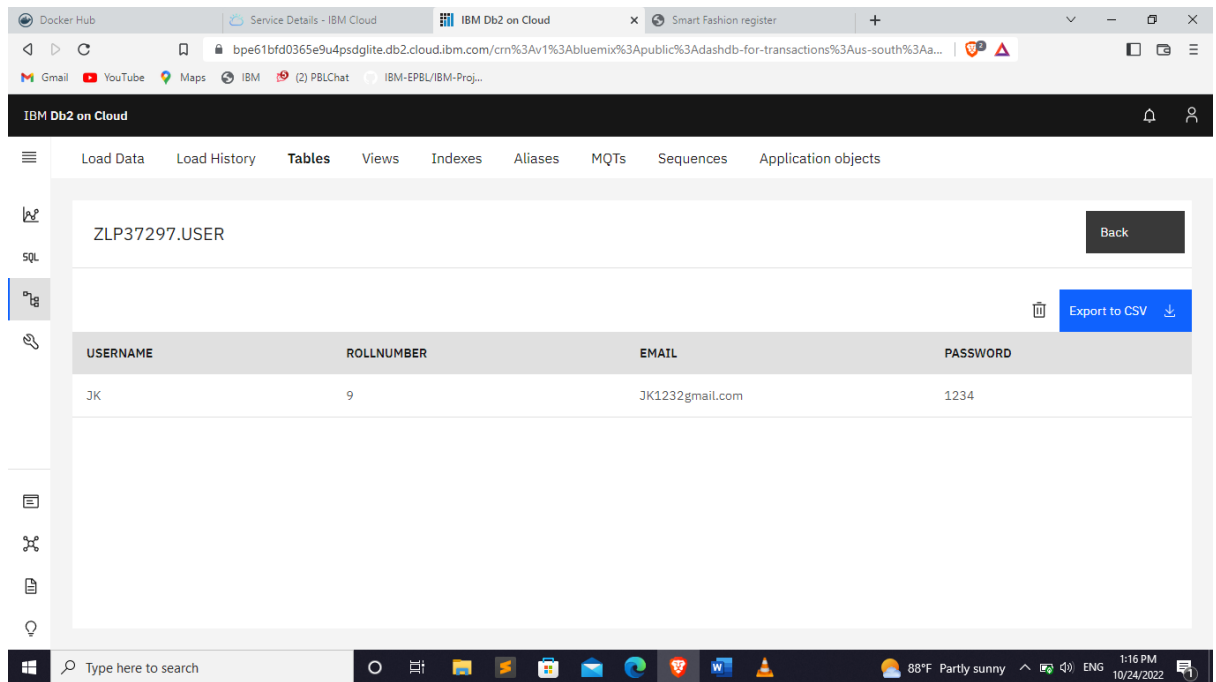 Docker Hub Service Details - IBM Cloud IBM Db2 on Cloud Smart Fashion register
bpe61bfd0365e9u4psdglite.db2.cloud.ibm.com/crn%3Av1%3Abluemix%3Apublic%3Adashdb-for-transactions%3Aus-south%3Aa... 2
Gmail YouTube Maps IBM (2) PBLChat IBM-EPBL/IBM-Proj...
IBM Db2 on Cloud
Load Data Load History Tables Views Indexes Aliases MQTs Sequences Application objects
ZLP37297.USER Back
SQL
Export to CSV
USERNAME ROLLNUMBER EMAIL PASSWORD
JK 9 JK1232gmail.com 1234
Type here to search 88°F Partly sunny ENG 1:16 PM
10/24/2022 1